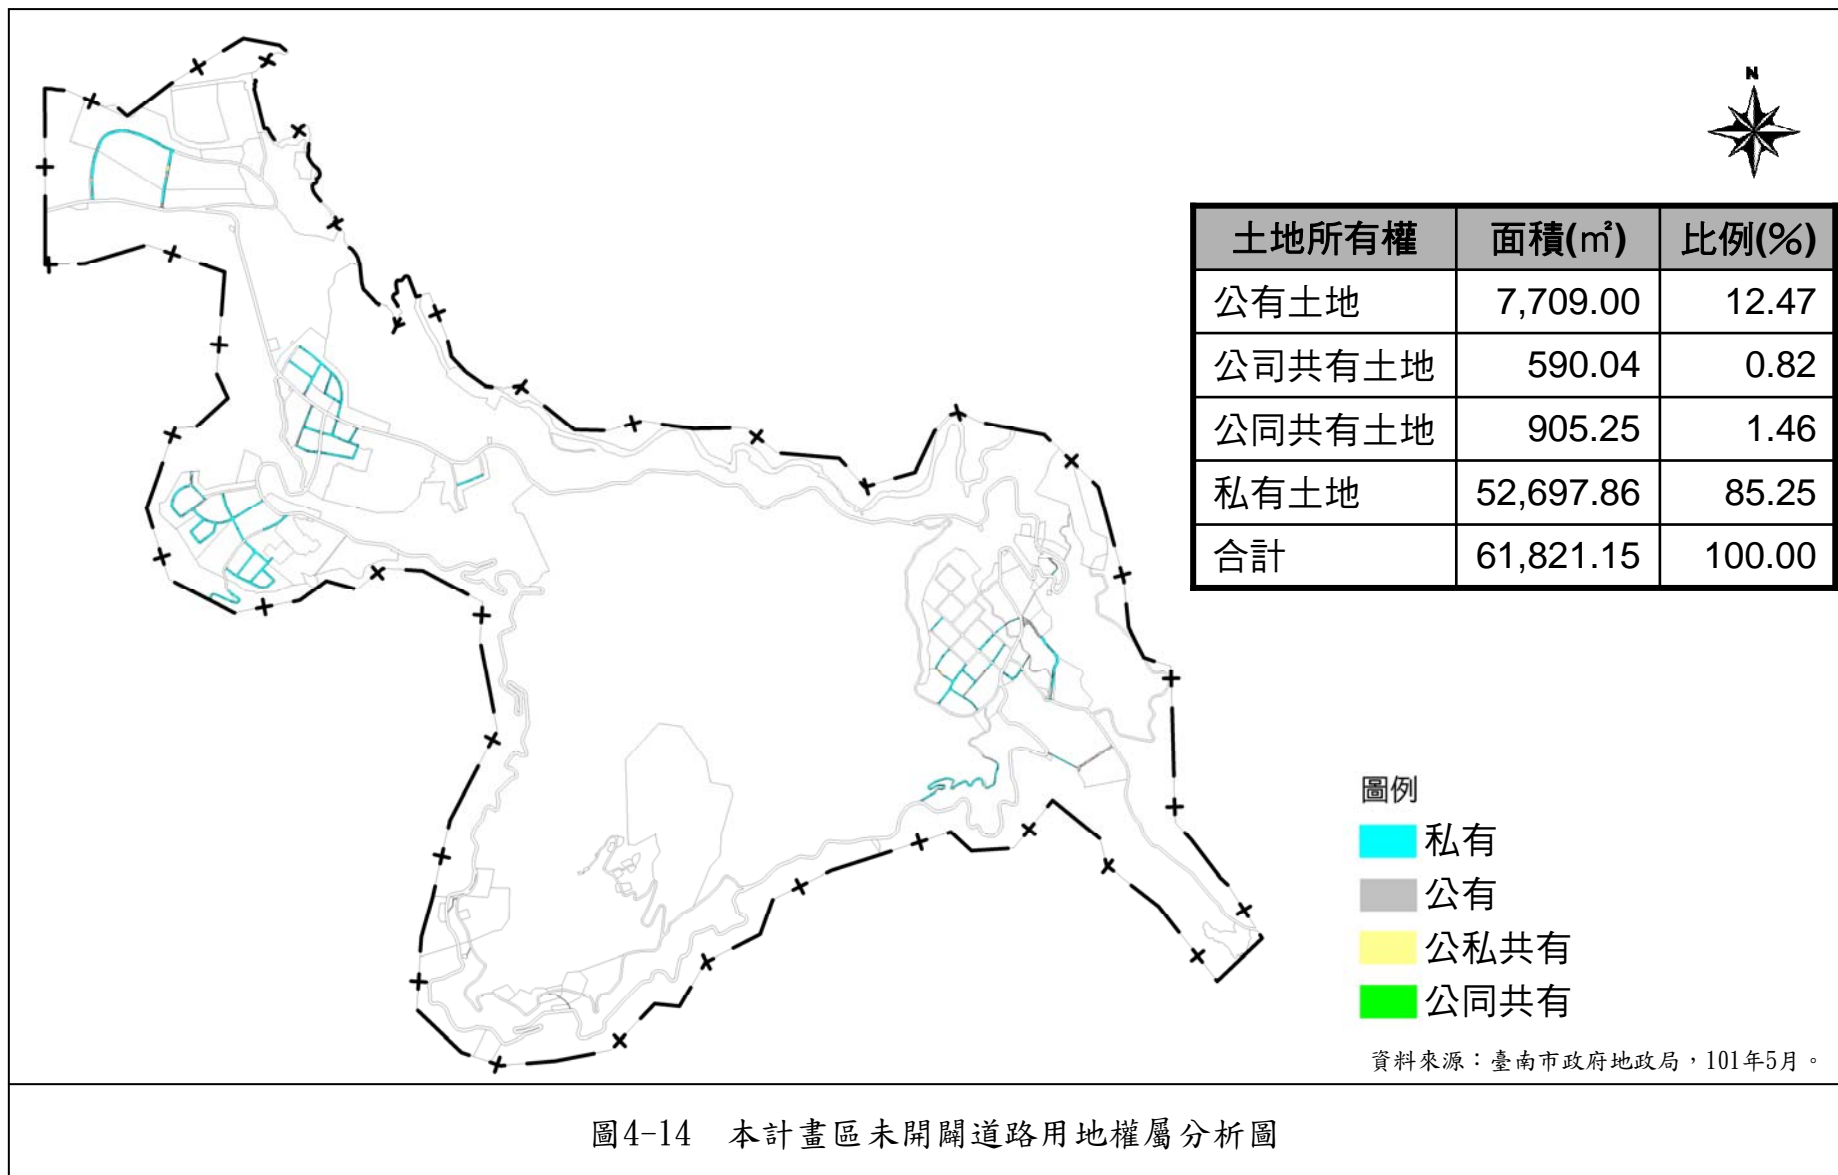 N
土地所有權 面積(㎡) 比例(%)
公有土地 7,709.00 12.47
公司共有土地 590.04 0.82
公同共有土地 905.25 1.46
私有土地 52,697.86 85.25
合計 61,821.15 100.00
圖例
私有
公有
公私共有
公同共有
資料來源：臺南市政府地政局，101年5月。
圖4-14 本計畫區未開闢道路用地權屬分析圖